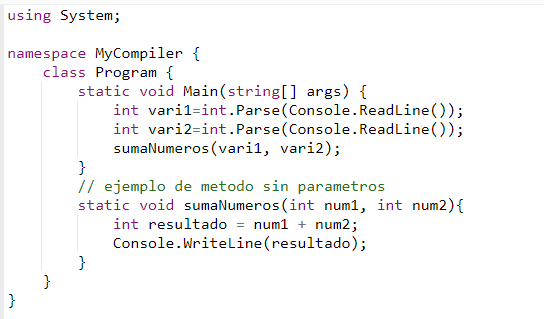 using System;

namespace MyCompiler {
    class Program {
        static void Main(string[] args) {
            int vari1=int.Parse(Console.ReadLine());
            int vari2=int.Parse(Console.ReadLine());
            sumaNumeros(vari1, vari2);
        }
        // ejemplo de metodo sin parametros
        static void sumaNumeros(int num1, int num2){
            int resultado = num1 + num2;
            Console.WriteLine(resultado);
        }
    }
}